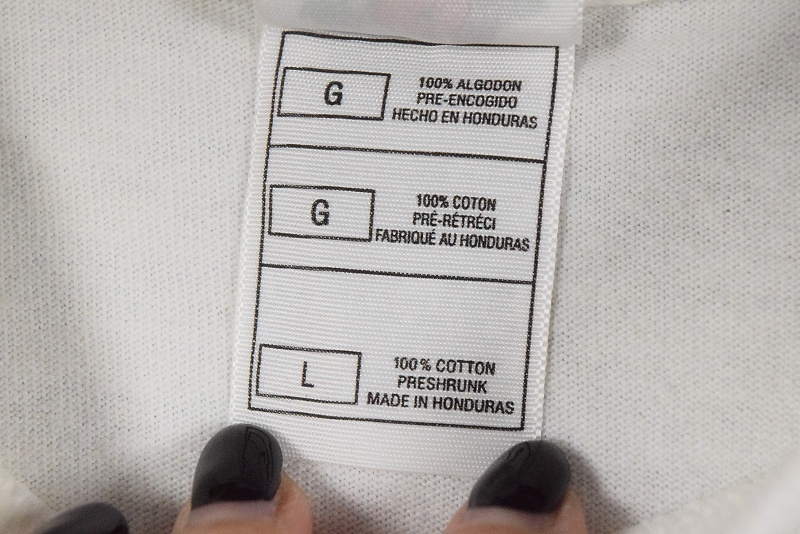 G
100% ALGODON
PRE-ENCOGIDO
HECHO EN HONDURAS
G
100% COTON
PRÉ-RÉTRÉCI
FABRIQUÉ AU HONDURAS
L
100% COTTON
PRESHRUNK
MADE IN HONDURAS